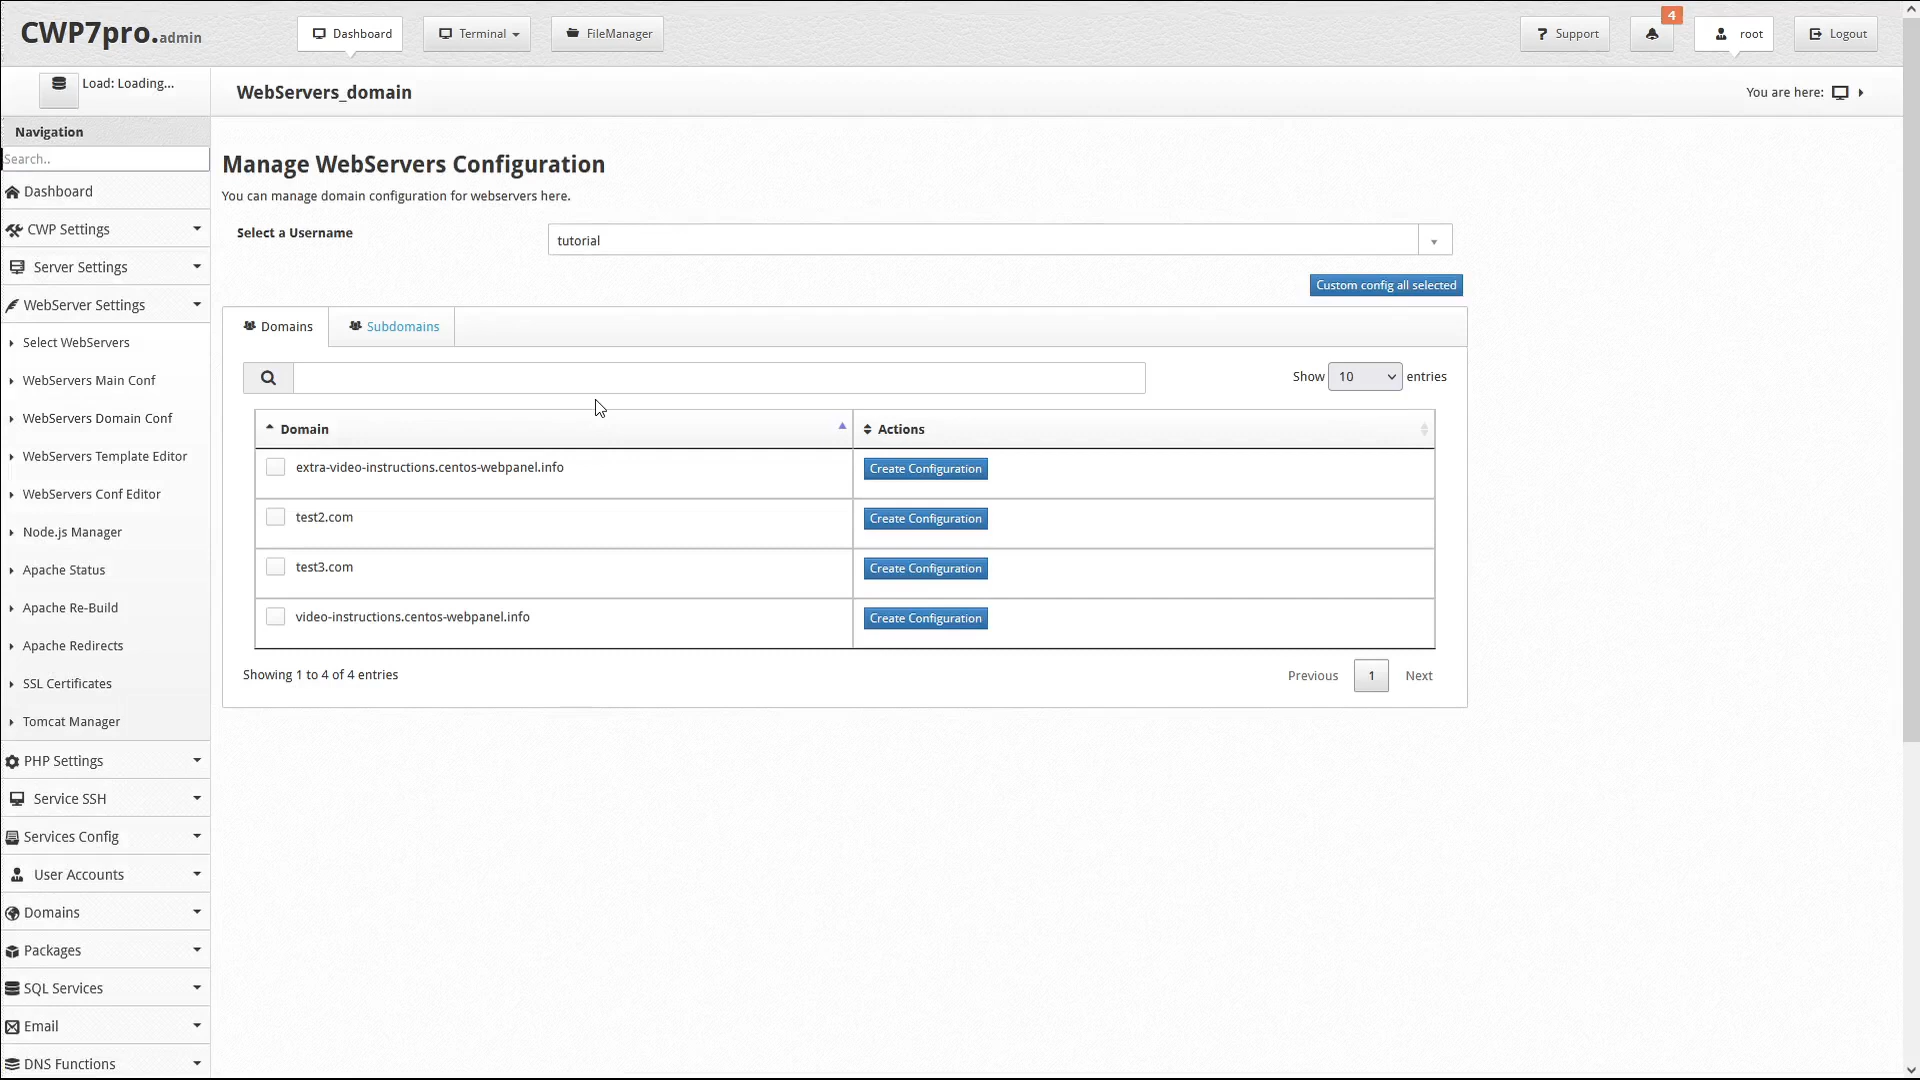 CWP7pro.admin
Dashboard
Terminal
FileManager
4
Support
root
Logout
Load: Loading...
WebServers_domain
You are here:
Navigation
Search..
Dashboard
CWP Settings
Server Settings
WebServer Settings
Select WebServers
WebServers Main Conf
WebServers Domain Conf
WebServers Template Editor
WebServers Conf Editor
Node.js Manager
Apache Status
Apache Re-Build
Apache Redirects
SSL Certificates
Tomcat Manager
PHP Settings
Service SSH
Services Config
User Accounts
Domains
Packages
SQL Services
Email
DNS Functions
Manage WebServers Configuration
You can manage domain configuration for webservers here.
Select a Username
tutorial
Custom config all selected
Domains
Subdomains
Show 10 entries
Domain
Actions
extra-video-instructions.centos-webpanel.info
Create Configuration
test2.com
Create Configuration
test3.com
Create Configuration
video-instructions.centos-webpanel.info
Create Configuration
Showing 1 to 4 of 4 entries
Previous
1
Next